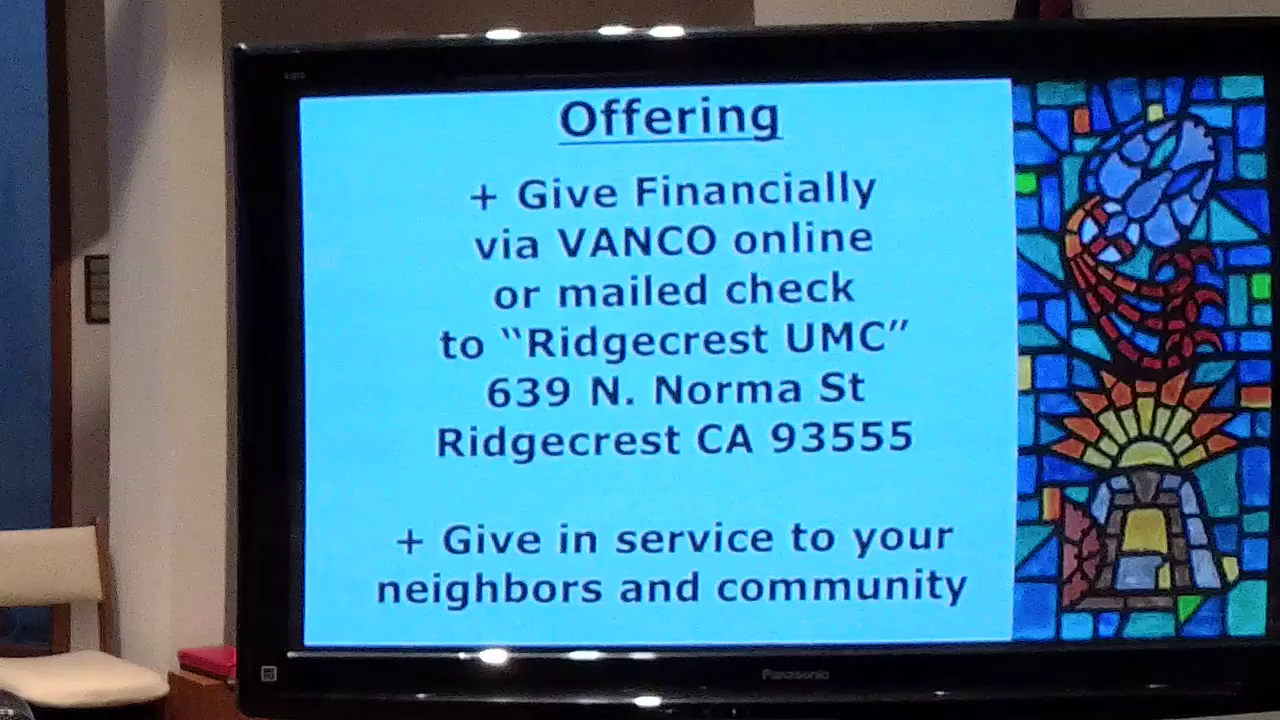 Offering
+ Give Financially
via VANCO online
or mailed check
to “Ridgecrest UMC”
639 N. Norma St
Ridgecrest CA 93555
+ Give in service to your
neighbors and community
Panasonic